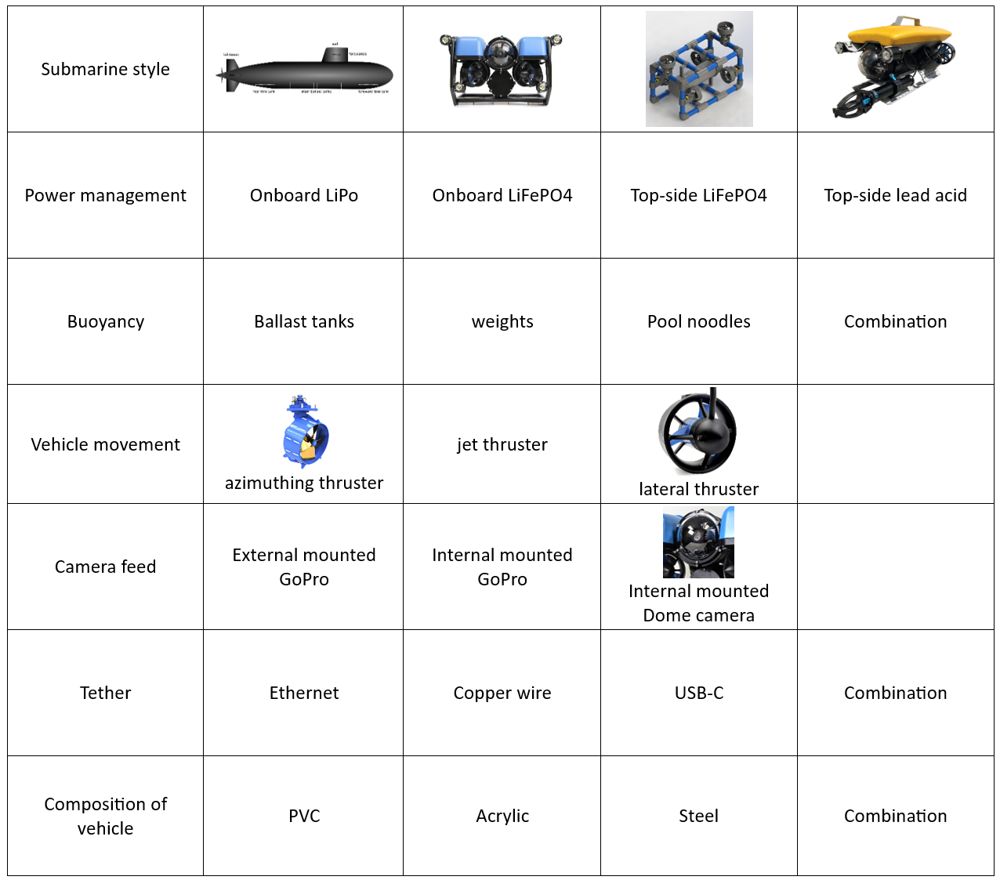 Submarine style
sail
Power management
Onboard LiPo
Onboard LiFePO4
Top-side LiFePO4
Top-side lead acid
Buoyancy
Ballast tanks
weights
Pool noodles
Combination
Vehicle movement
azimuthing thruster
jet thruster
lateral thruster
Camera feed
External mounted
GoPro
Internal mounted
GoPro
Internal mounted
Dome camera
Tether
Ethernet
Copper wire
USB-C
Combination
Composition of
vehicle
PVC
Acrylic
Steel
Combination